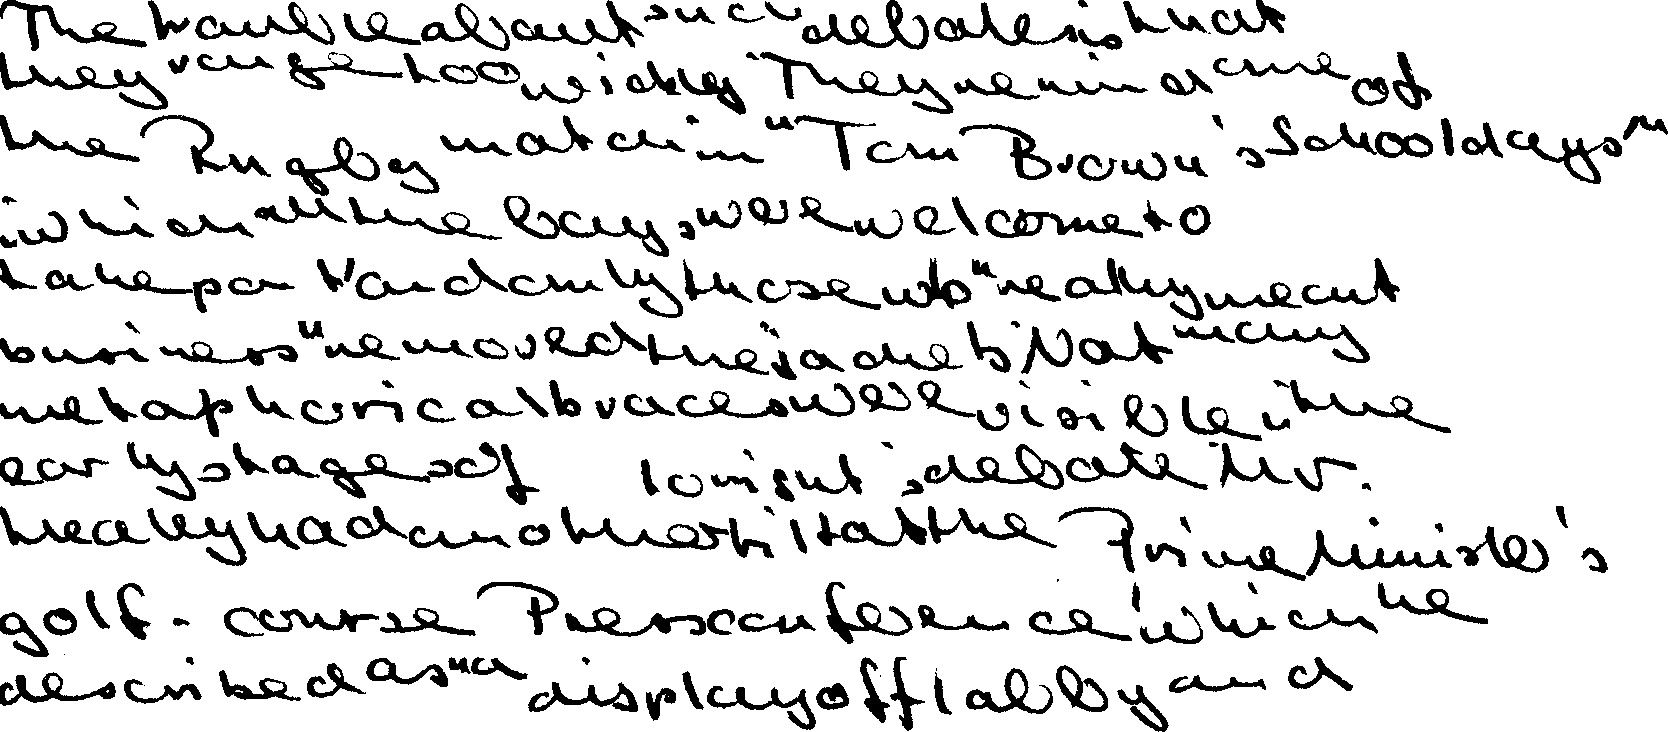 The trouble about such debates is that
they range too widely. They remind me of
the Rugby match in "Tom Brown's Schooldays"
in which all the boys were welcome to
take part and only those who "really meant
business" removed their jackets. Not many
metaphorical braces were visible in the
early stages of tonight's debate. Mr.
Healey had another tilt at the Prime Minister's
golf-course Press conference which he
described as "a display of flabby and